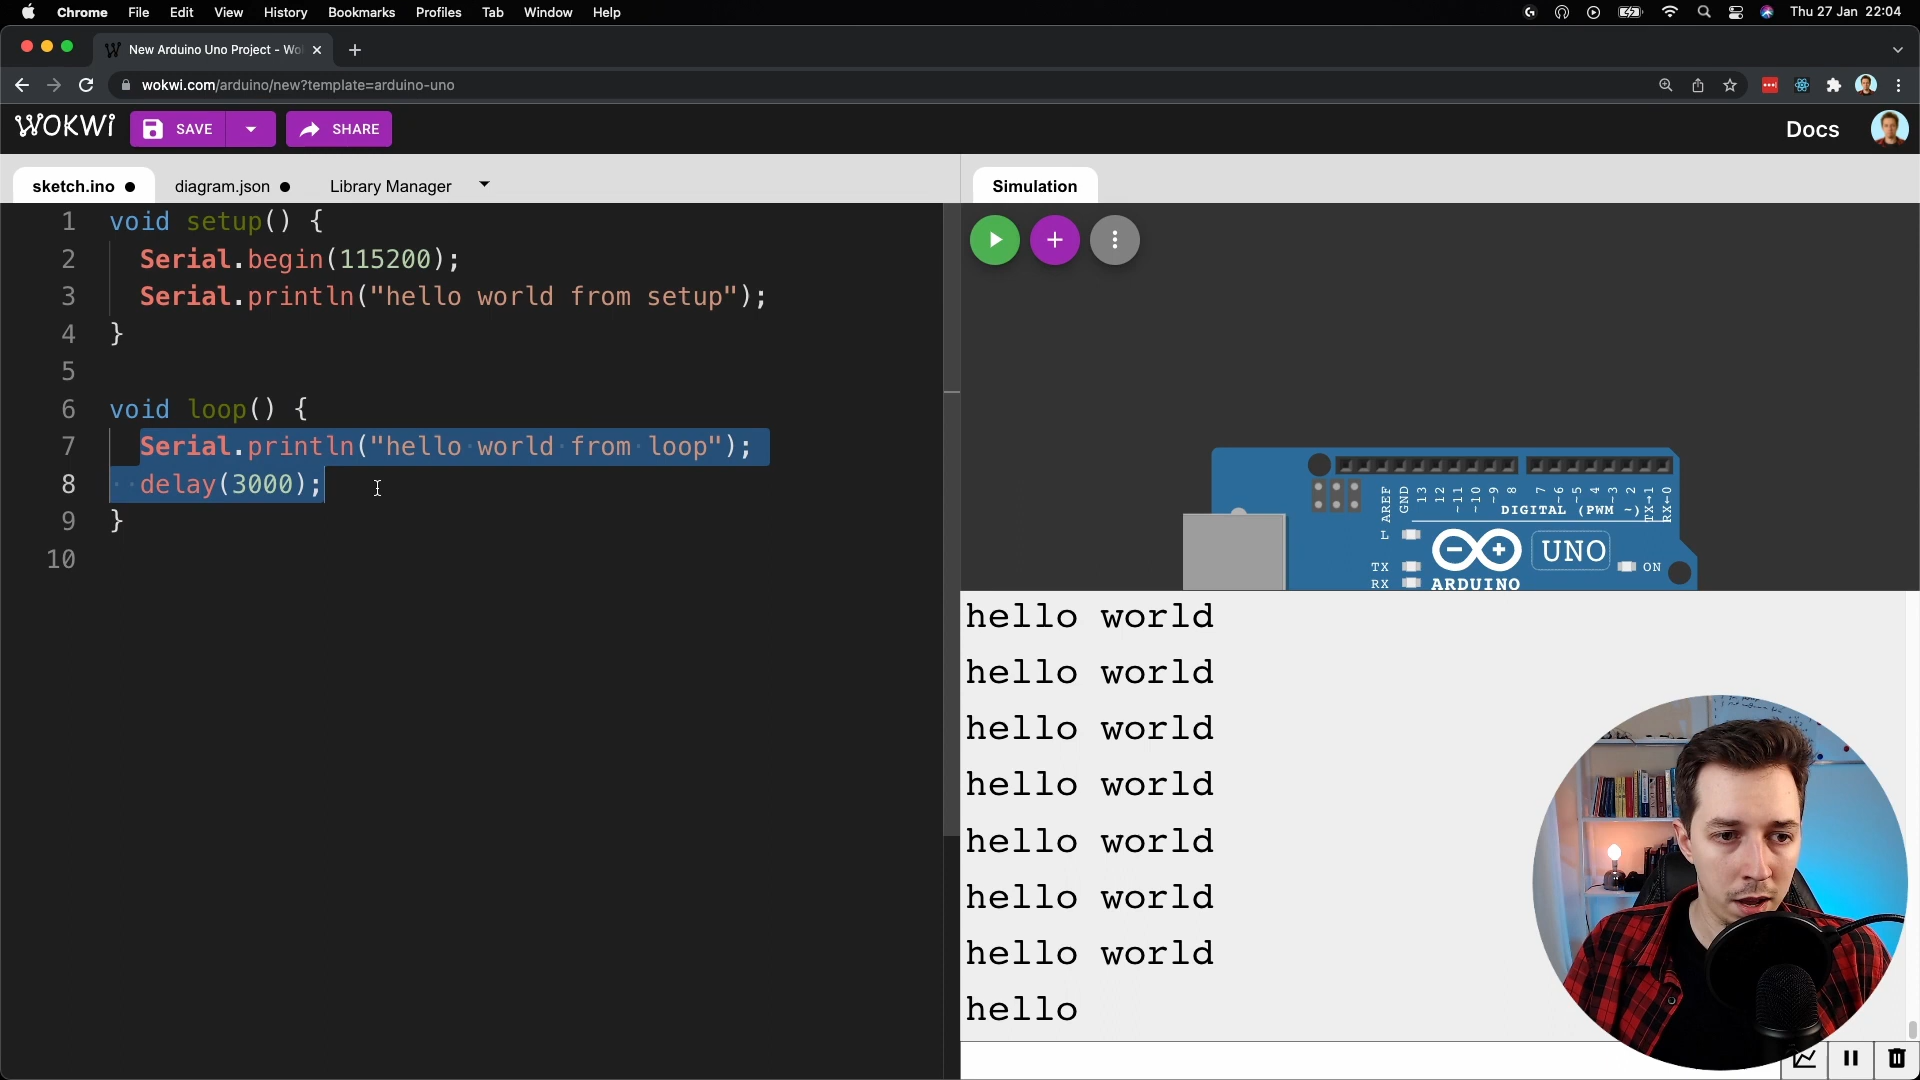 Chrome File Edit View History Bookmarks Profiles Tab Window Help Thu 27 Jan 22:04
New Arduino Uno Project - Wo
wokwi.com/arduino/new?template=arduino-uno
WOKWi SAVE SHARE Docs
sketch.ino diagram.json Library Manager Simulation
1 void setup() {
2 Serial.begin(115200);
3 Serial.println("hello world from setup");
4 }
5
6 void loop() {
7 Serial.println("hello world from loop");
8 delay(3000);
9 }
10
AREF GND 13 12 ~11 ~10 ~9 8 7 ~6 ~5 4 ~3 2 TX→1 RX←0
DIGITAL (PWM ~)
L
UNO
TX ON
RX ARDUINO
hello world
hello world
hello world
hello world
hello world
hello world
hello world
hello